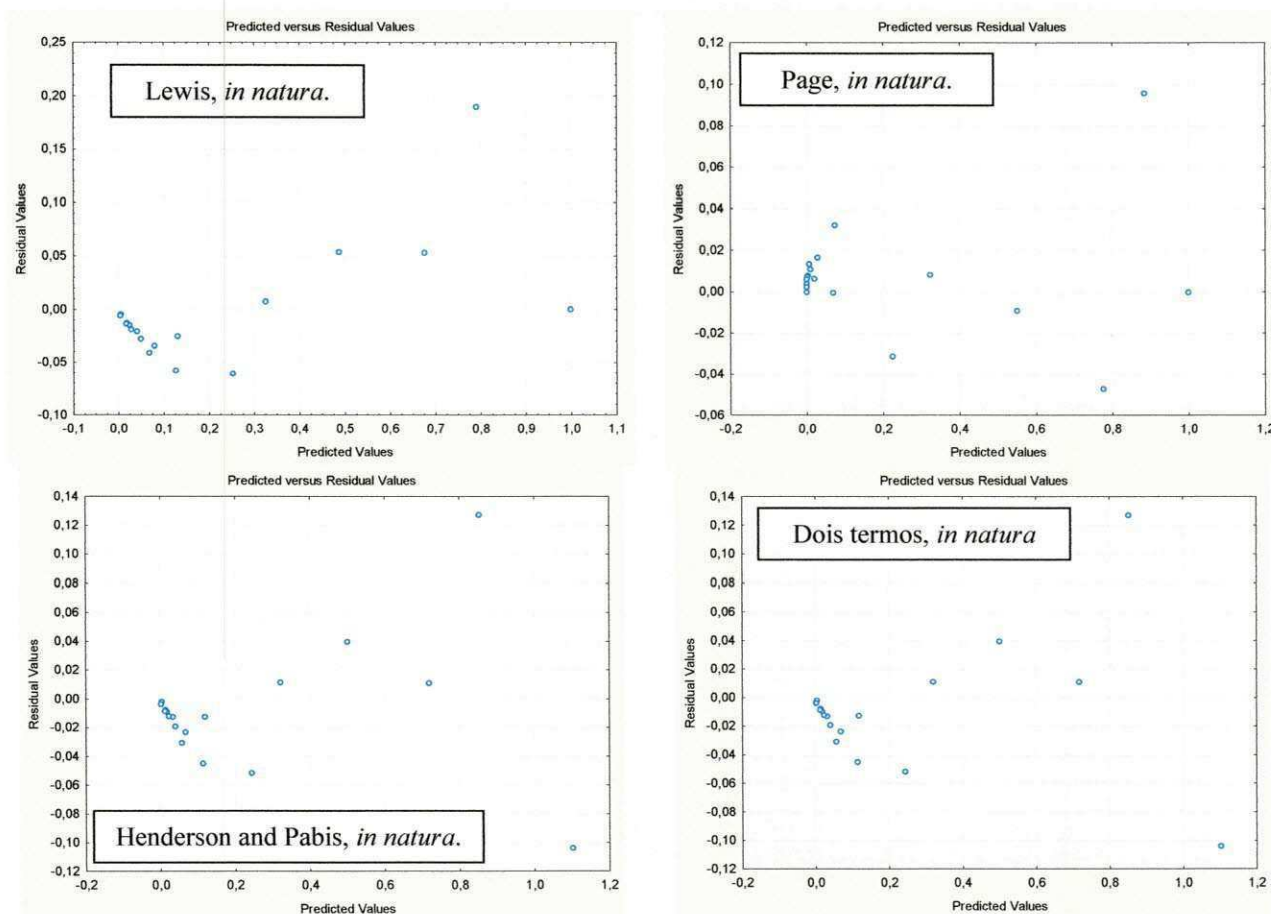 Predicted versus Residual Values
0,25
0,20
0,15
0,10
0,05
0,00
-0,05
-0,10
Residual Values
Lewis, in natura.
-0,1 0,0 0,1 0,2 0,3 0,4 0,5 0,6 0,7 0,8 0,9 1,0 1,1
Predicted Values
Predicted versus Residual Values
0,12
0,10
0,08
0,06
0,04
0,02
0,00
-0,02
-0,04
-0,06
Residual Values
Page, in natura.
-0,2 0,0 0,2 0,4 0,6 0,8 1,0 1,2
Predicted Values
Predicted versus Residual Values
0,14
0,12
0,10
0,08
0,06
0,04
0,02
0,00
-0,02
-0,04
-0,06
-0,08
-0,10
-0,12
Residual Values
Henderson and Pabis, in natura.
-0,2 0,0 0,2 0,4 0,6 0,8 1,0 1,2
Predicted Values
Predicted versus Residual Values
0,14
0,12
0,10
0,08
0,06
0,04
0,02
0,00
-0,02
-0,04
-0,06
-0,08
-0,10
-0,12
Residual Values
Dois termos, in natura
-0,2 0,0 0,2 0,4 0,6 0,8 1,0 1,2
Predicted Values